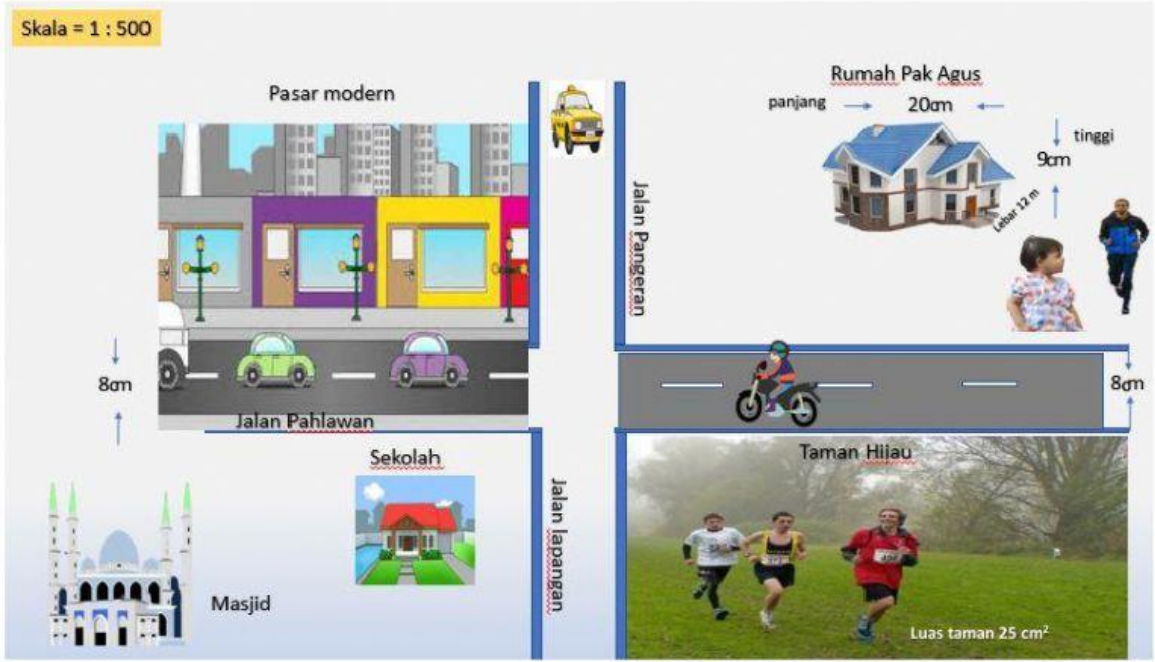 Skala = 1 : 500
Pasar modern
Rumah Pak Agus
panjang
20cm
tinggi
9cm
Lebar 12 m
Jalan Pangeran
8cm
Jalan Pahlawan
8cm
Sekolah
Taman Hijau
Jalan lapangan
Masjid
Luas taman 25 cm²